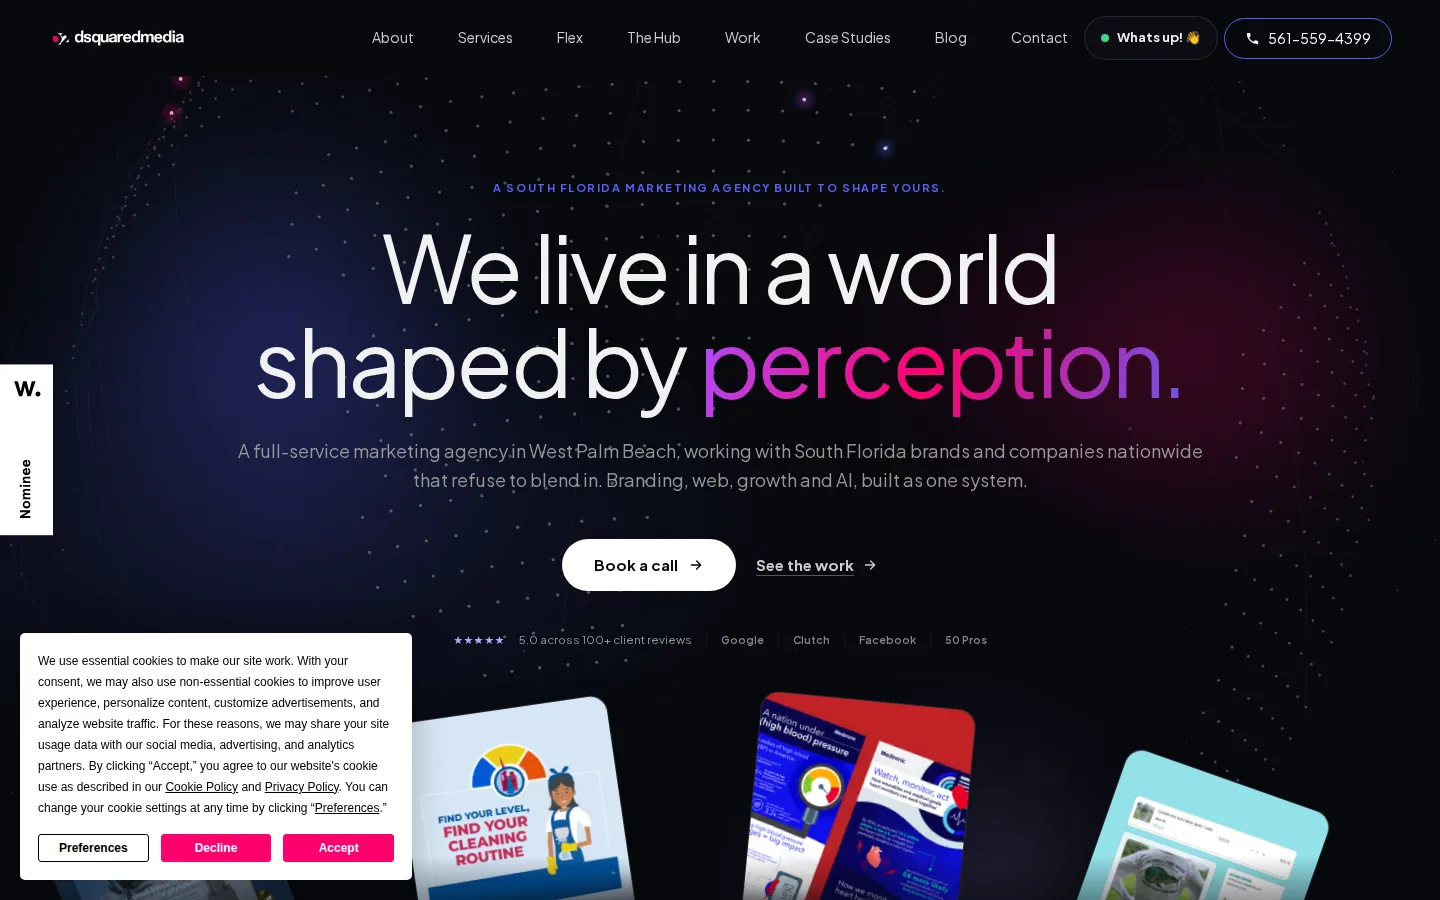 dsquaredmedia
About Services Flex The Hub Work Case Studies Blog Contact
Whats up! 👋
561-559-4399
A SOUTH FLORIDA MARKETING AGENCY BUILT TO SHAPE YOURS.
We live in a world
shaped by perception.
A full-service marketing agency in West Palm Beach, working with South Florida brands and companies nationwide
that refuse to blend in. Branding, web, growth and AI, built as one system.
W.
Nominee
Book a call →
See the work →
★★★★★ 5.0 across 100+ client reviews Google Clutch Facebook 50 Pros
We use essential cookies to make our site work. With your
consent, we may also use non-essential cookies to improve user
experience, personalize content, customize advertisements, and
analyze website traffic. For these reasons, we may share your site
usage data with our social media, advertising, and analytics
partners. By clicking “Accept,” you agree to our website's cookie
use as described in our Cookie Policy and Privacy Policy. You can
change your cookie settings at any time by clicking “Preferences.”
Preferences
Decline
Accept
FIND YOUR LEVEL,
FIND YOUR
CLEANING
ROUTINE
A nation under
(high blood) pressure
Medtronic
Medtronic
Watch, monitor, act
How we monit